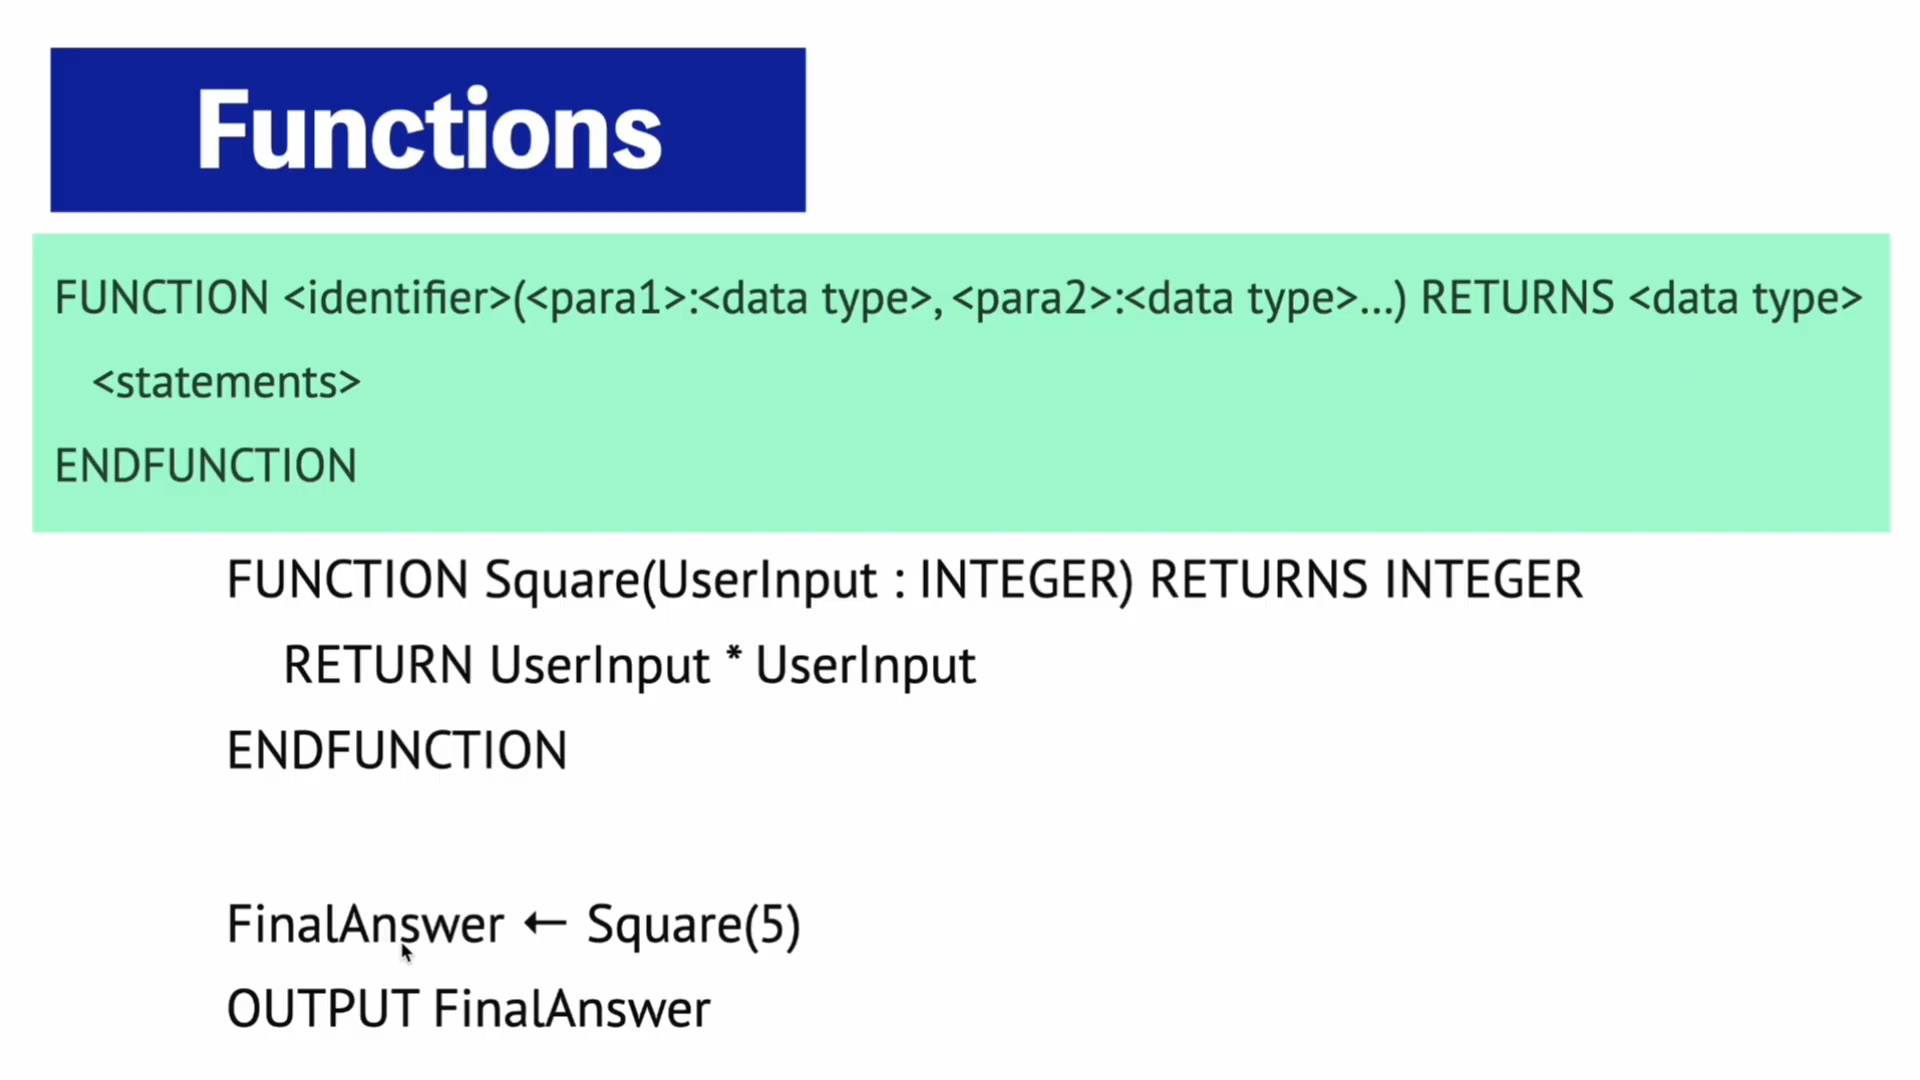 Functions
FUNCTION <identifier>(<para1>:<data type>, <para2>:<data type>...) RETURNS <data type>
<statements>
ENDFUNCTION
FUNCTION Square(UserInput : INTEGER) RETURNS INTEGER
RETURN UserInput * UserInput
ENDFUNCTION
FinalAnswer ← Square(5)
OUTPUT FinalAnswer